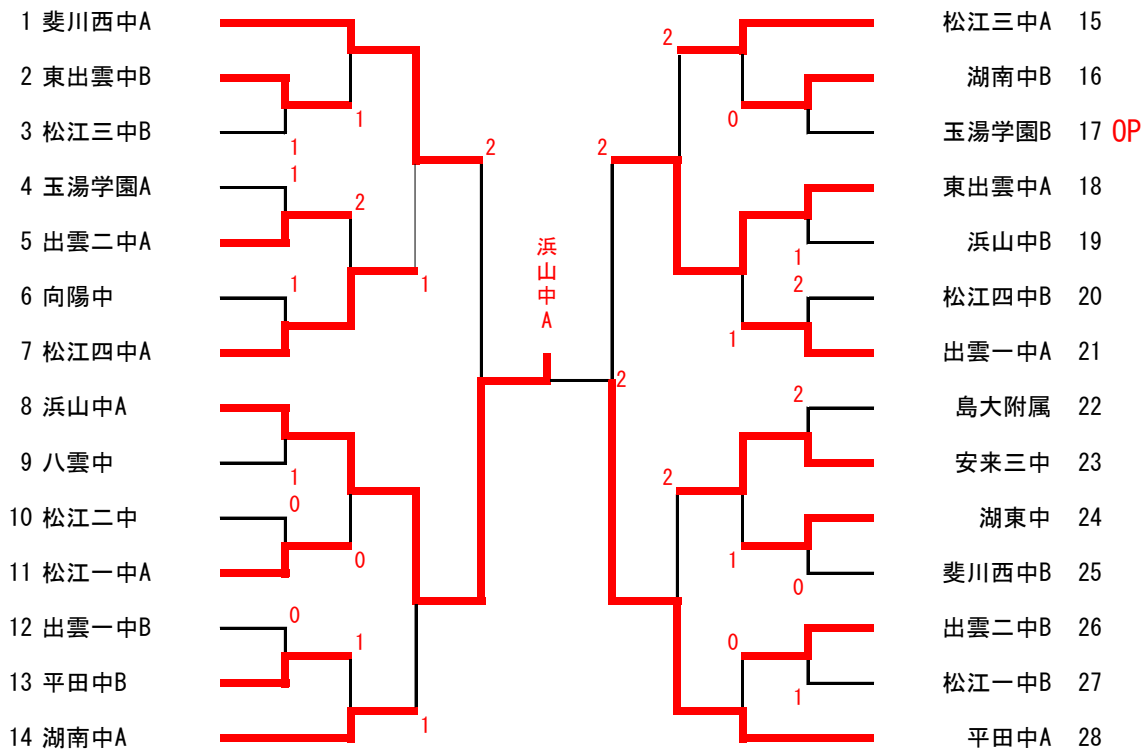 1 斐川西中A
2 東出雲中B
1
3 松江三中B
1
1
4 玉湯学園A
2
5 出雲二中A
1
6 向陽中
1
7 松江四中A
2
8 浜山中A
9 八雲中
1
0
10 松江二中
0
11 松江一中A
0
12 出雲一中B
1
13 平田中B
1
14 湖南中A
浜山中A
2
松江三中A 15
湖南中B 16
0
玉湯学園B 17 OP
2
東出雲中A 18
浜山中B 19
1
2
松江四中B 20
1
出雲一中A 21
2
2
島大附属 22
安来三中 23
2
湖東中 24
1
斐川西中B 25
0
出雲二中B 26
0
松江一中B 27
1
平田中A 28